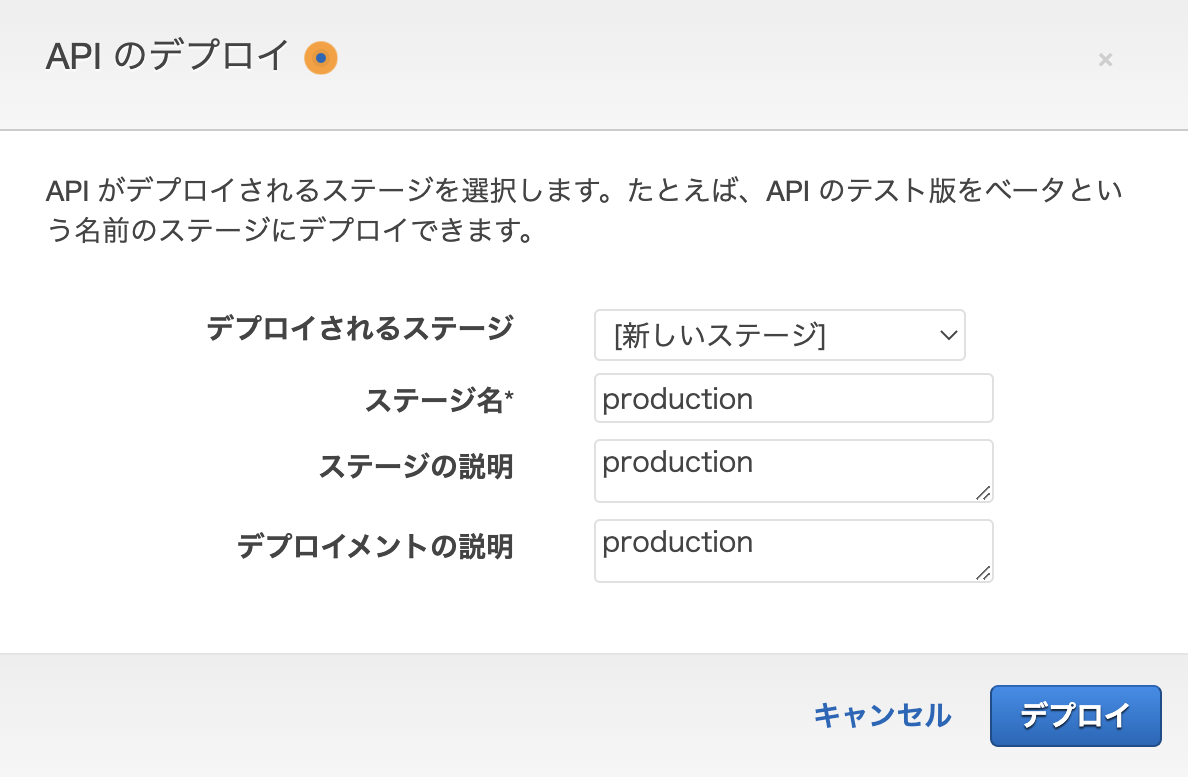 API のデプロイ
API がデプロイされるステージを選択します。たとえば、API のテスト版をベータとい
う名前のステージにデプロイできます。
デプロイされるステージ [新しいステージ]
ステージ名* production
ステージの説明 production
デプロイメントの説明 production
キャンセル デプロイ